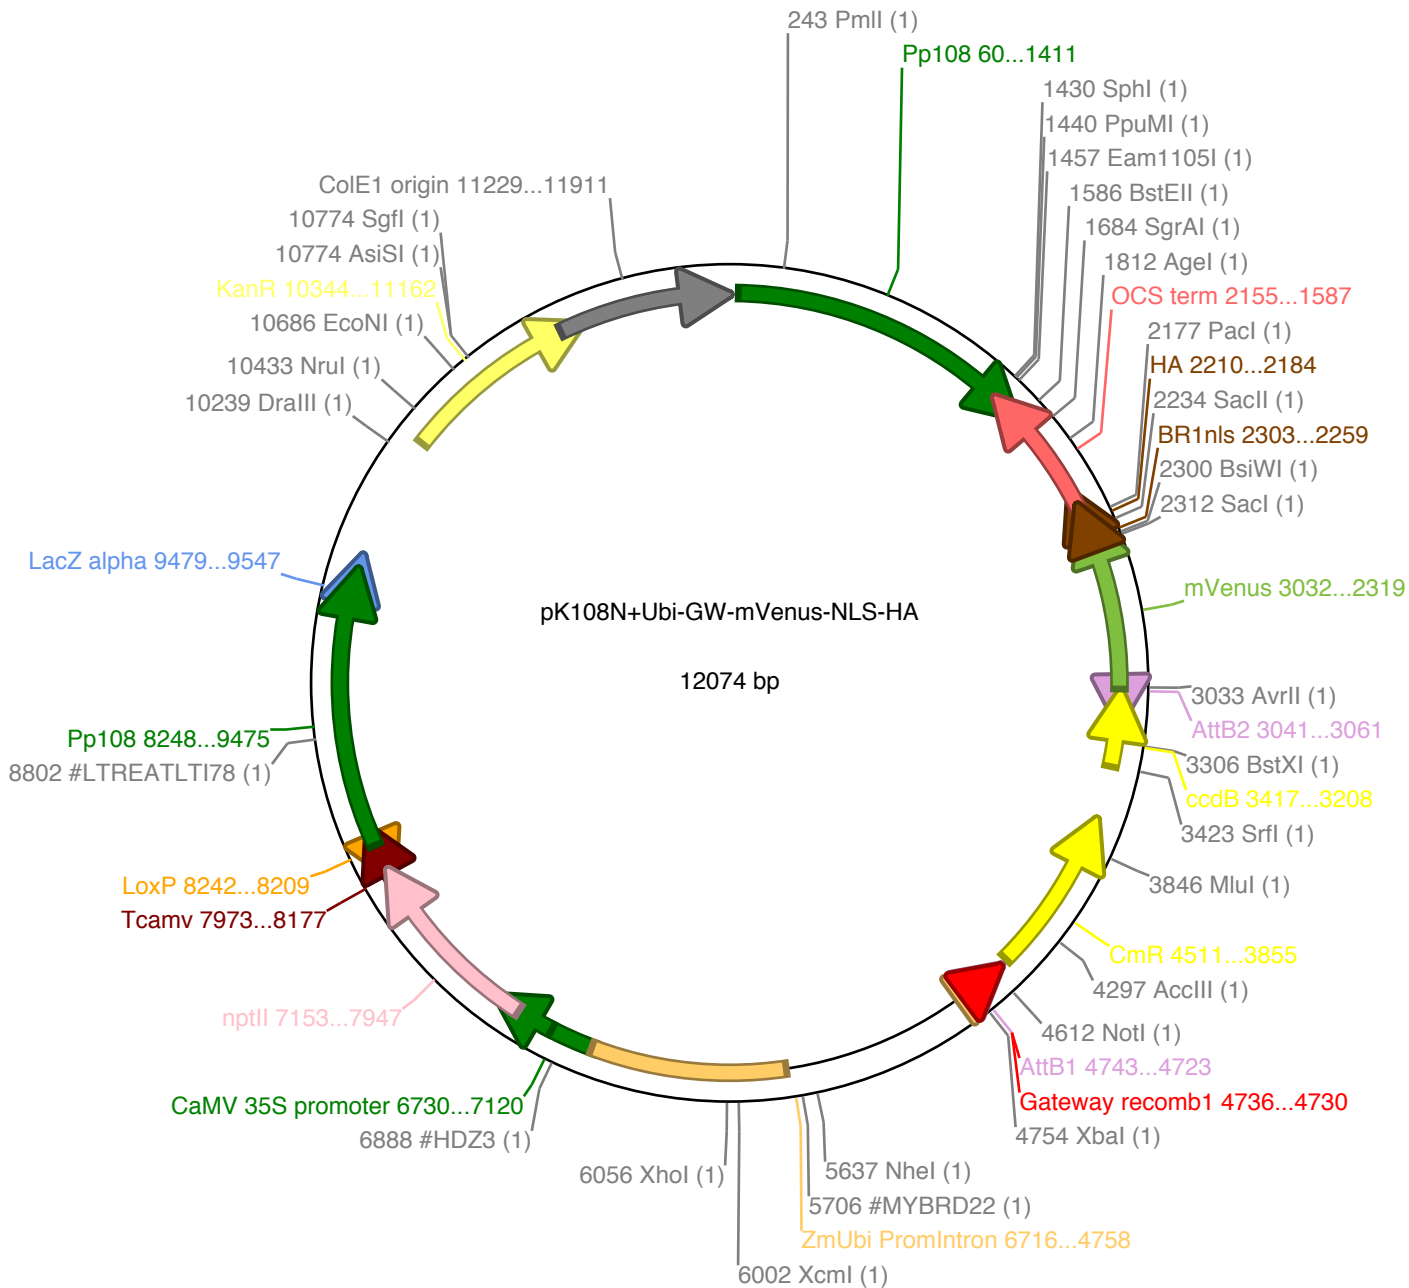 243 PmlI (1)
Pp108 60...1411
1430 SphI (1)
1440 PpuMI (1)
1457 Eam1105I (1)
1586 BstEII (1)
1684 SgrAI (1)
1812 AgeI (1)
OCS term 2155...1587
2177 PacI (1)
HA 2210...2184
2234 SacII (1)
BR1nls 2303...2259
2300 BsiWI (1)
2312 SacI (1)
mVenus 3032...2319
3033 AvrII (1)
AttB2 3041...3061
3306 BstXI (1)
ccdB 3417...3208
3423 SrfI (1)
3846 MluI (1)
CmR 4511...3855
4297 AccIII (1)
4612 NotI (1)
AttB1 4743...4723
Gateway recomb1 4736...4730
4754 XbaI (1)
5637 NheI (1)
5706 #MYBRD22 (1)
ZmUbi PromIntron 6716...4758
6002 XcmI (1)
6056 XhoI (1)
6888 #HDZ3 (1)
CaMV 35S promoter 6730...7120
nptII 7153...7947
Tcamv 7973...8177
LoxP 8242...8209
8802 #LTREATLTI78 (1)
Pp108 8248...9475
LacZ alpha 9479...9547
10239 DraIII (1)
10433 NruI (1)
10686 EcoNI (1)
KanR 10344...11162
10774 AsiSI (1)
10774 SgfI (1)
ColE1 origin 11229...11911
pK108N+Ubi-GW-mVenus-NLS-HA
12074 bp